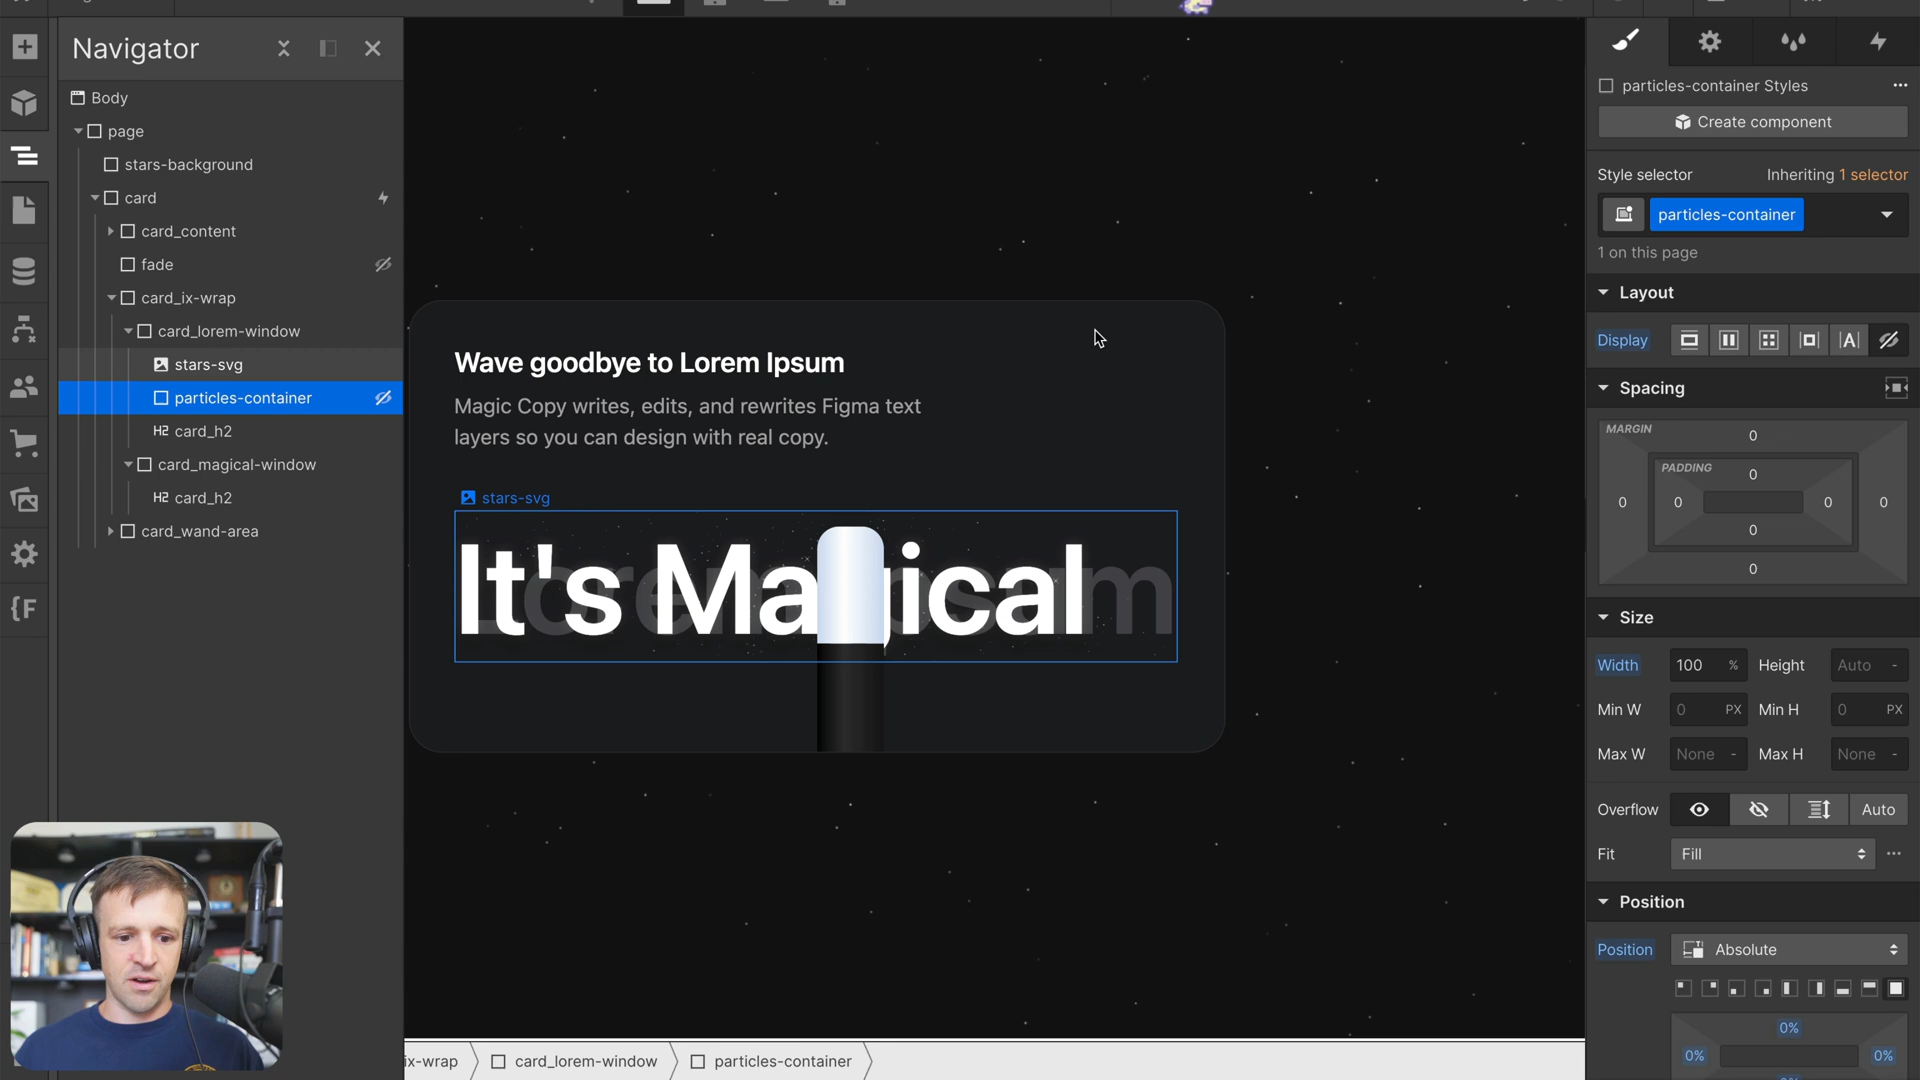 Navigator
Body
page
stars-background
card
card_content
fade
card_ix-wrap
card_lorem-window
stars-svg
particles-container
H2 card_h2
card_magical-window
H2 card_h2
card_wand-area
Wave goodbye to Lorem Ipsum
Magic Copy writes, edits, and rewrites Figma text
layers so you can design with real copy.
stars-svg
It's Magical
ix-wrap
card_lorem-window
particles-container
particles-container Styles
Create component
Style selector
Inheriting 1 selector
particles-container
1 on this page
Layout
Display
Spacing
MARGIN
0
PADDING
0
0 0 0 0
0
0
Size
Width 100 % Height Auto -
Min W 0 PX Min H 0 PX
Max W None - Max H None -
Overflow Auto
Fit Fill
Position
Position Absolute
0%
0% 0%